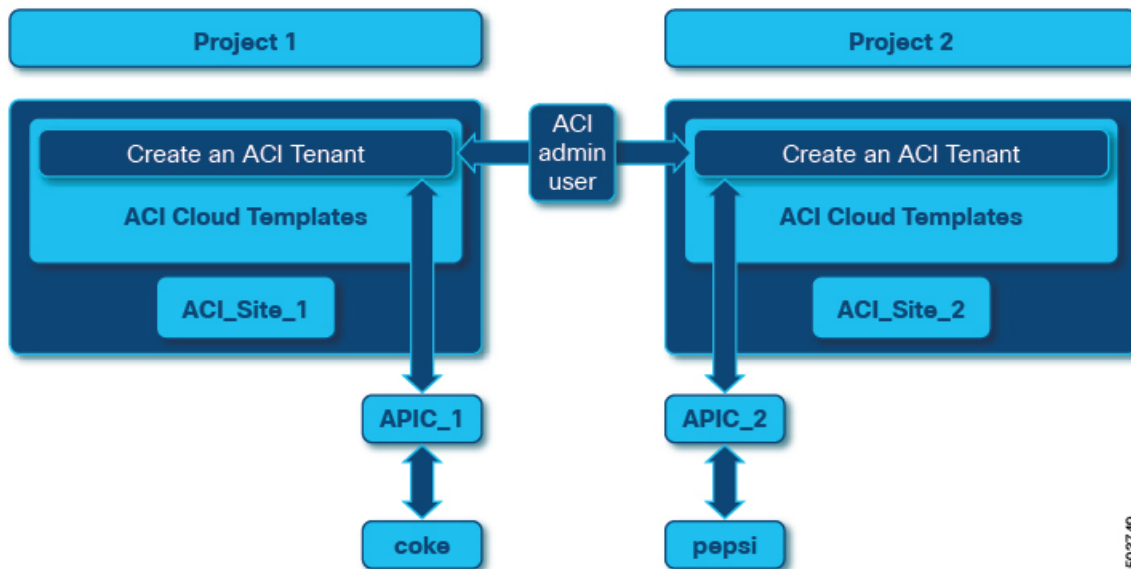 Project 1
Project 2
Create an ACI Tenant
ACI Cloud Templates
ACI_Site_1
ACI
admin
user
Create an ACI Tenant
ACI Cloud Templates
ACI_Site_2
APIC_1
APIC_2
coke
pepsi